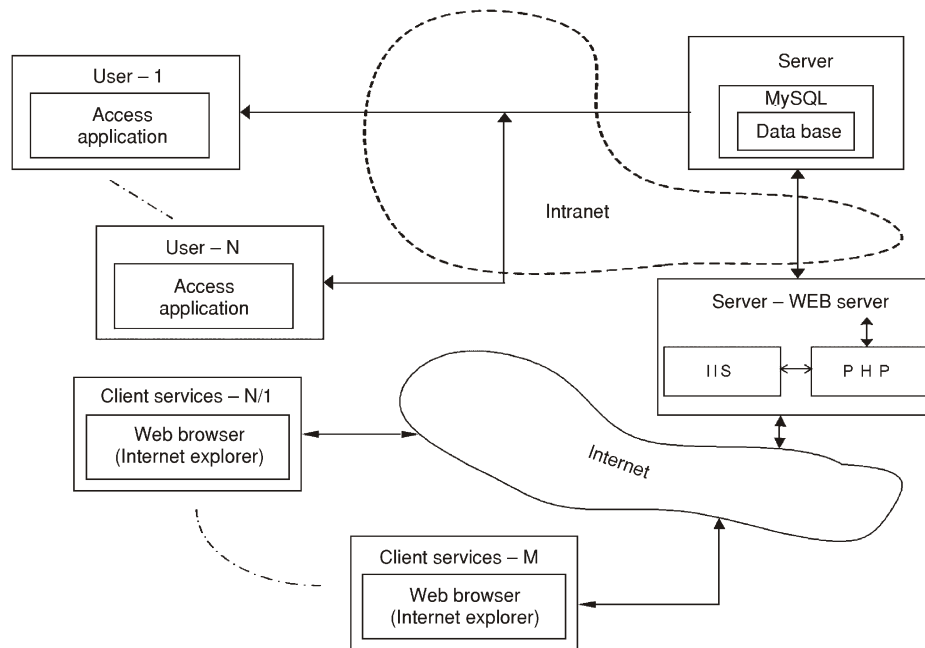 User – 1
Access
application
Server
MySQL
Data base
Intranet
User – N
Access
application
Server – WEB server
IIS
PHP
Client services – N/1
Web browser
(Internet explorer)
Internet
Client services – M
Web browser
(Internet explorer)